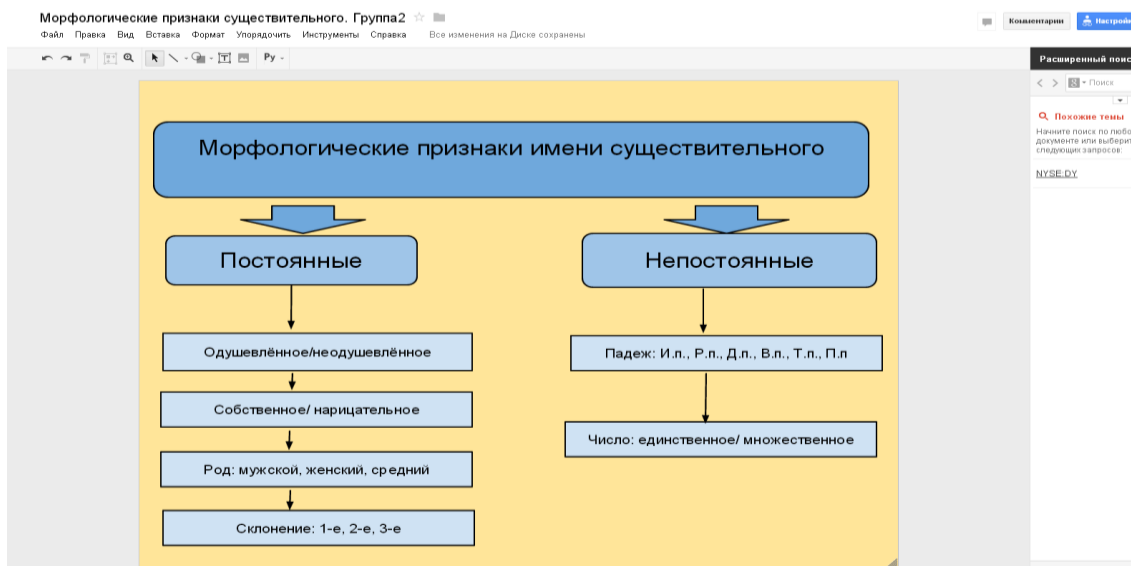 Морфологические признаки существительного. Группа2
Файл Правка Вид Вставка Формат Упорядочить Инструменты Справка Все изменения на Диске сохранены
Комментарии
Настрой
Ру
Расширенный поис
Поиск
Похожие темы
Начните поиск по любо
документе или выберит
следующих запросов:
NYSE:DY
Морфологические признаки имени существительного
Постоянные
Непостоянные
Одушевлённое/неодушевлённое
Собственное/ нарицательное
Род: мужской, женский, средний
Склонение: 1-е, 2-е, 3-е
Падеж: И.п., Р.п., Д.п., В.п., Т.п., П.п
Число: единственное/ множественное